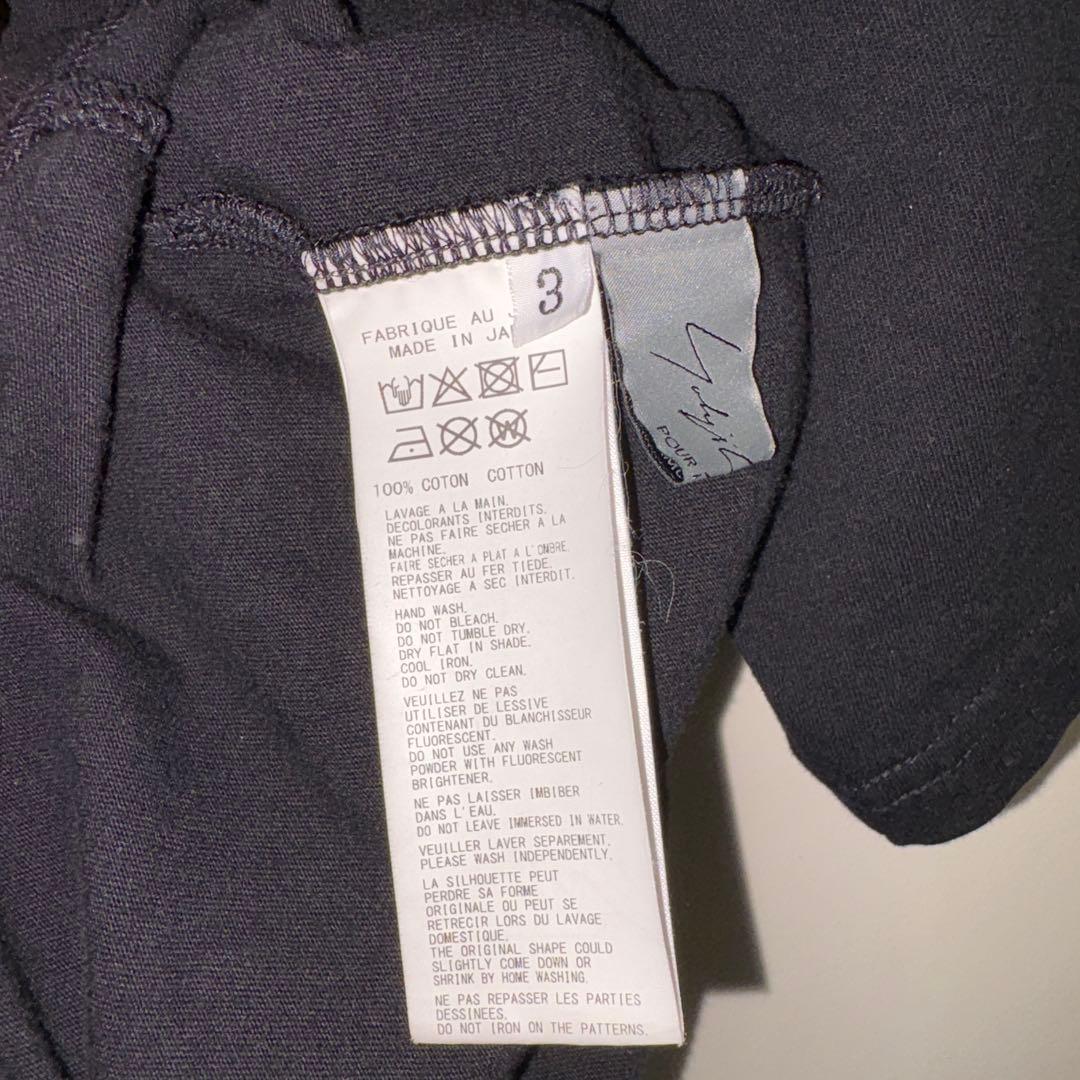 3
FABRIQUE AU
MADE IN JA
100% COTON COTTON
LAVAGE A LA MAIN.
DECOLORANTS INTERDITS.
NE PAS FAIRE SECHER A LA
MACHINE.
FAIRE SECHER A PLAT A L'OMBRE.
REPASSER AU FER TIEDE.
NETTOYAGE A SEC INTERDIT.
HAND WASH.
DO NOT BLEACH.
DO NOT TUMBLE DRY.
DRY FLAT IN SHADE.
COOL IRON.
DO NOT DRY CLEAN.
VEUILLEZ NE PAS
UTILISER DE LESSIVE
CONTENANT DU BLANCHISSEUR
FLUORESCENT.
DO NOT USE ANY WASH
POWDER WITH FLUORESCENT
BRIGHTENER.
NE PAS LAISSER IMBIBER
DANS L'EAU.
DO NOT LEAVE IMMERSED IN WATER.
VEUILLER LAVER SEPAREMENT.
PLEASE WASH INDEPENDENTLY.
LA SILHOUETTE PEUT
PERDRE SA FORME
ORIGINALE OU PEUT SE
RETRECIR LORS DU LAVAGE
DOMESTIQUE.
THE ORIGINAL SHAPE COULD
SLIGHTLY COME DOWN OR
SHRINK BY HOME WASHING.
NE PAS REPASSER LES PARTIES
DESSINEES.
DO NOT IRON ON THE PATTERNS.
Yohji
POUR